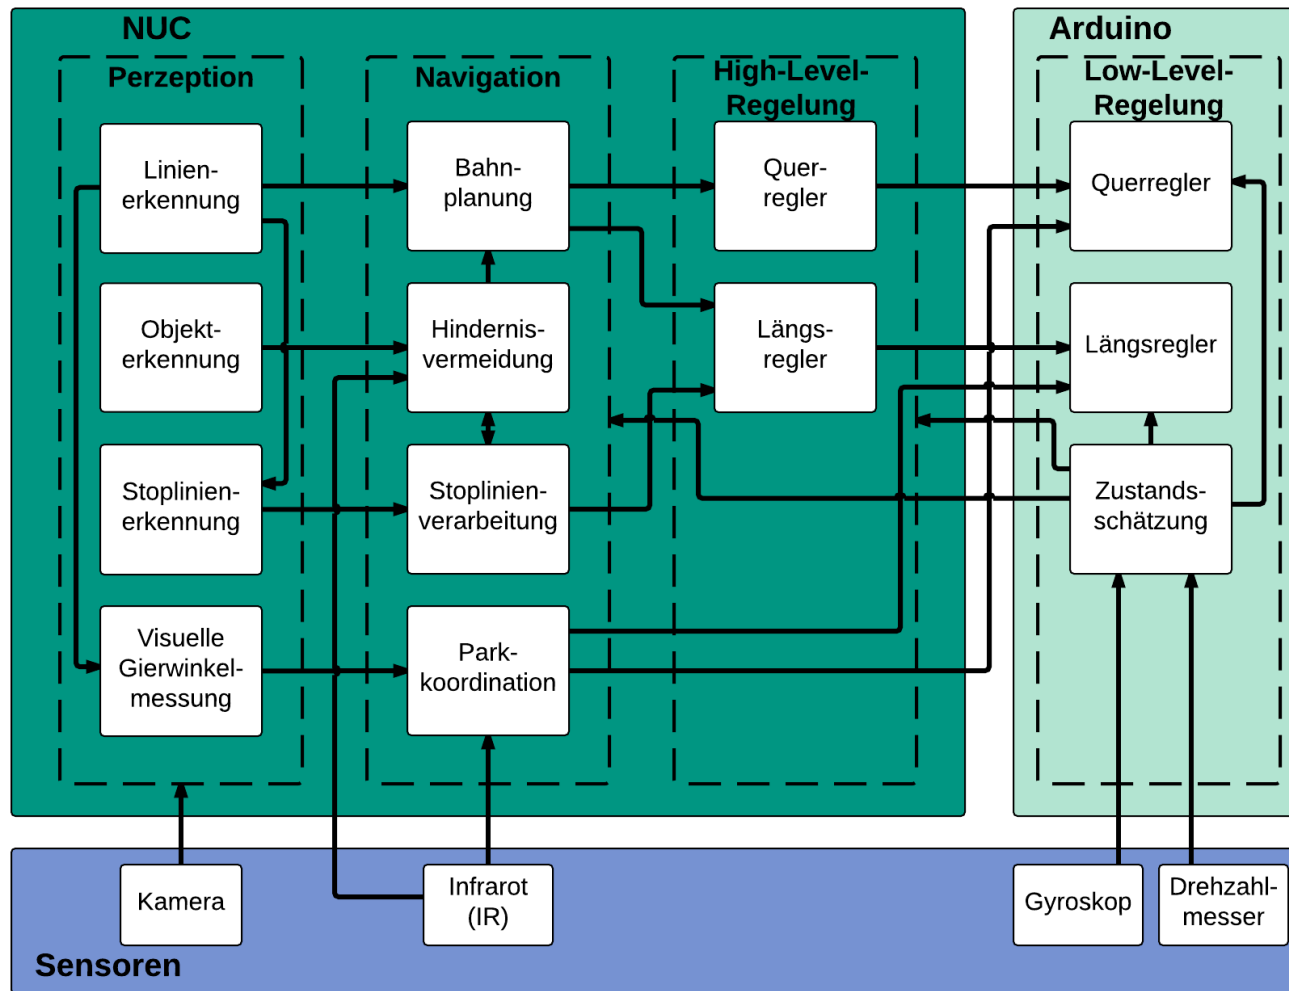 NUC
Perzeption
Linien-
erkennung
Objekt-
erkennung
Stoplinien-
erkennung
Visuelle
Gierwinkel-
messung
Navigation
Bahn-
planung
Hindernis-
vermeidung
Stoplinien-
verarbeitung
Park-
koordination
High-Level-
Regelung
Quer-
regler
Längs-
regler
Arduino
Low-Level-
Regelung
Querregler
Längsregler
Zustands-
schätzung
Kamera
Infrarot
(IR)
Gyroskop
Drehzahl-
messer
Sensoren